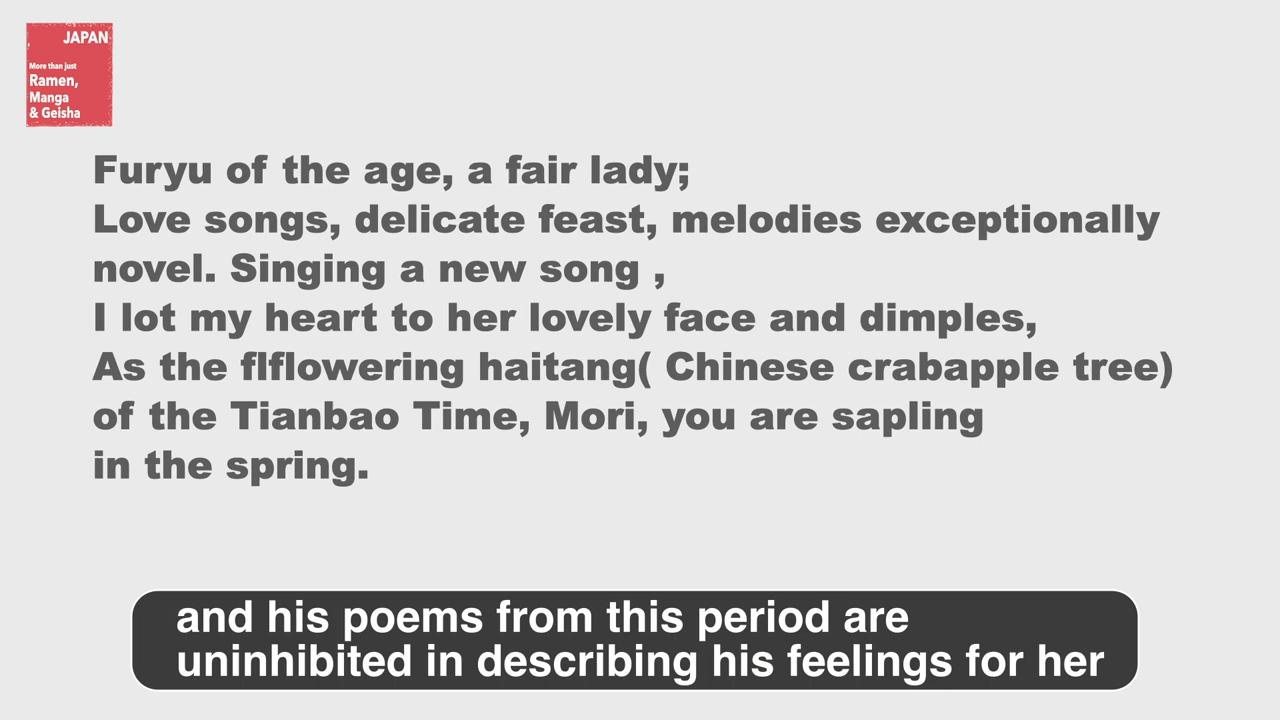 JAPAN
More than just
Ramen,
Manga
& Geisha
Furyu of the age, a fair lady;
Love songs, delicate feast, melodies exceptionally
novel. Singing a new song ,
I lot my heart to her lovely face and dimples,
As the flflowering haitang( Chinese crabapple tree)
of the Tianbao Time, Mori, you are sapling
in the spring.
and his poems from this period are
uninhibited in describing his feelings for her